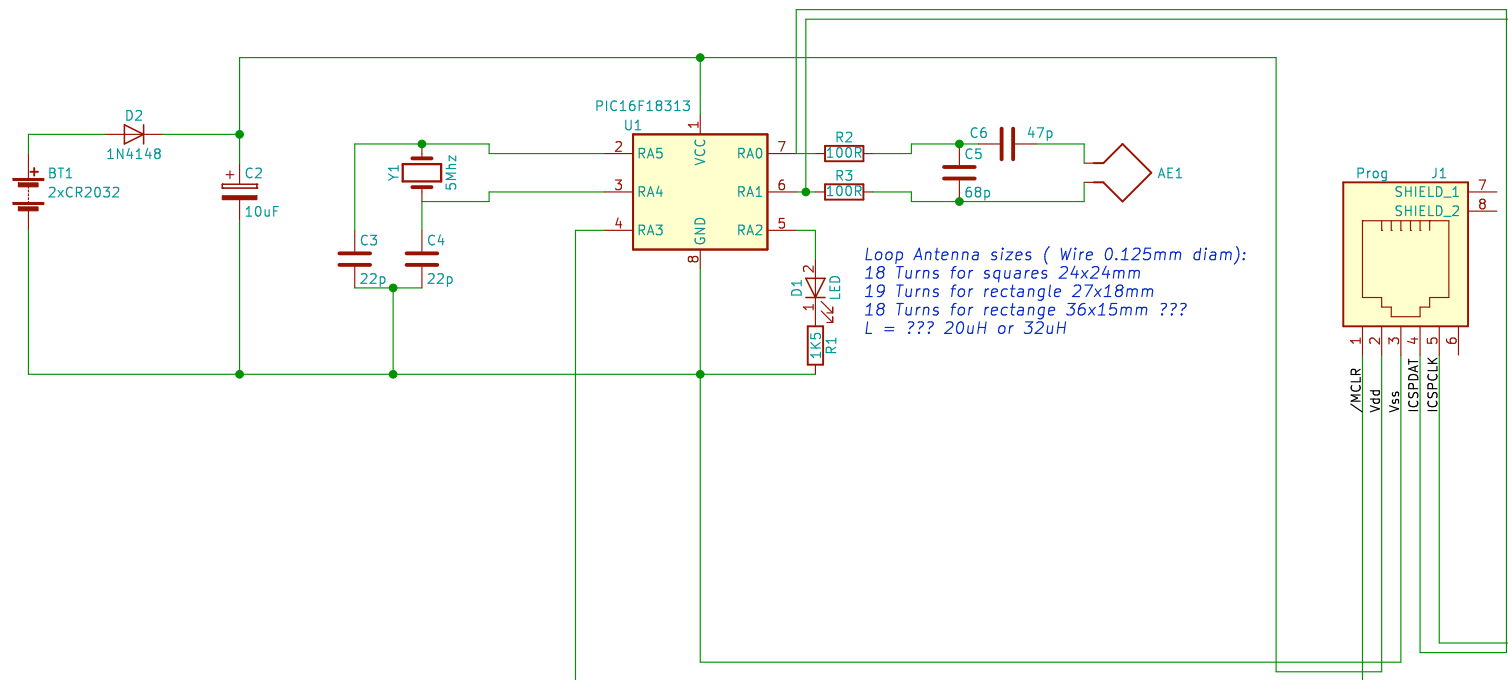 D2
1N4148
+
BT1
2xCR2032
+
C2
10uF
Y1
5Mhz
C3
22p
C4
22p
PIC16F18313
U1
1
VCC
2
RA5
3
RA4
4
RA3
GND
8
RA0
7
RA1
6
RA2
5
R2
100R
R3
100R
C6
47p
C5
68p
AE1
2
D1
LED
1
1K5
R1
Loop Antenna sizes ( Wire 0.125mm diam):
18 Turns for squares 24x24mm
19 Turns for rectangle 27x18mm
18 Turns for rectange 36x15mm ???
L = ??? 20uH or 32uH
Prog
J1
SHIELD_1
7
SHIELD_2
8
1
2
3
4
5
6
/MCLR
Vdd
Vss
ICSPDAT
ICSPCLK